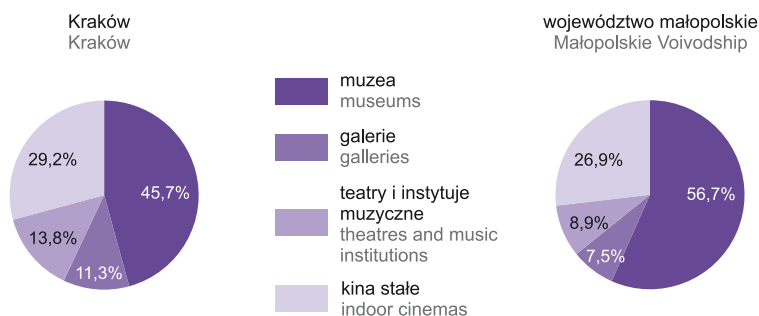 Kraków
Kraków
29,2%
45,7%
13,8%
11,3%
muzea
museums
galerie
galleries
teatry i instytuje
muzyczne
theatres and music
institutions
kina stałe
indoor cinemas
województwo małopolskie
Małopolskie Voivodship
26,9%
56,7%
8,9%
7,5%